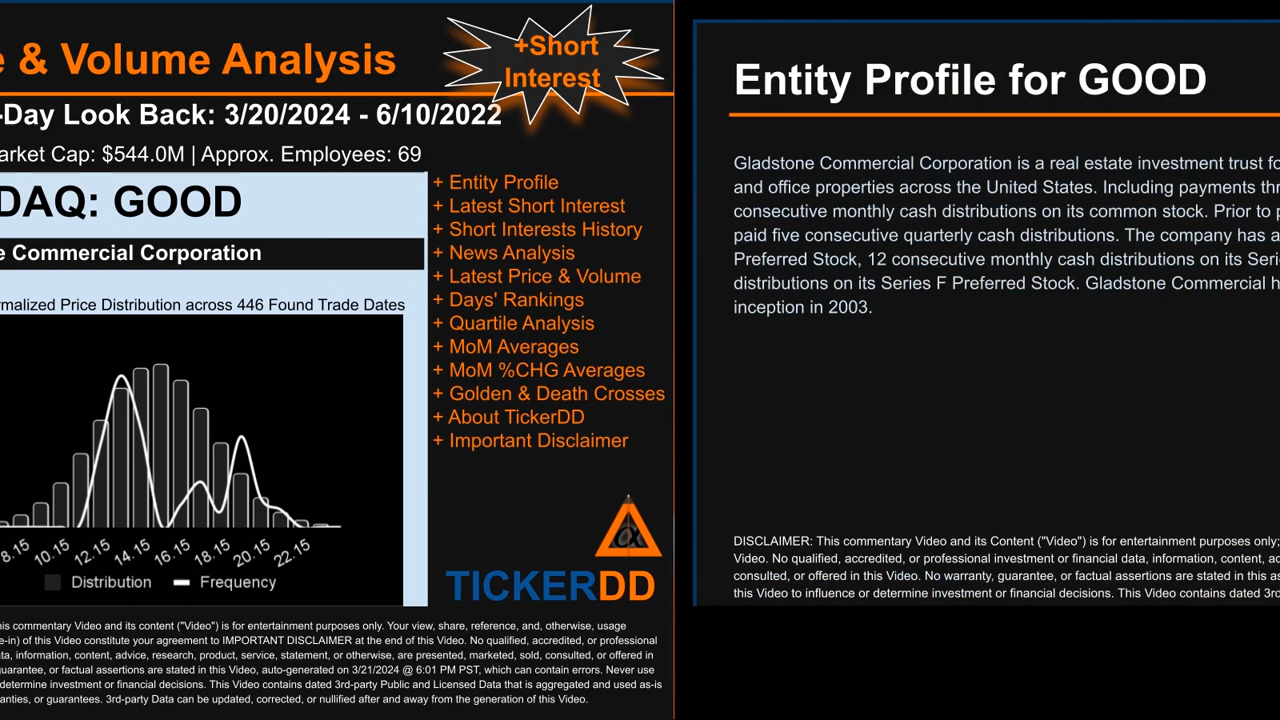 & Volume Analysis
+Short
Interest
-Day Look Back: 3/20/2024 - 6/10/2022
Cap: $544.0M | Approx. Employees: 69
GOOD
Commercial Corporation
Price Distribution across 446 Found Trade Dates
8.15 10.15 12.15 14.15 16.15 18.15 20.15 22.15
Distribution Frequency
+ Entity Profile
+ Latest Short Interest
+ Short Interests History
+ News Analysis
+ Latest Price & Volume
+ Days' Rankings
+ Quartile Analysis
+ MoM Averages
+ MoM %CHG Averages
+ Golden & Death Crosses
+ About TickerDD
+ Important Disclaimer
TICKERDD
commentary Video and its content ("Video") is for entertainment purposes only. Your view, share, reference, and, otherwise, usage
of this Video constitute your agreement to IMPORTANT DISCLAIMER at the end of this Video. No qualified, accredited, or professional
information, content, advice, research, product, service, statement, or otherwise, are presented, marketed, sold, consulted, or offered in
or factual assertions are stated in this Video, auto-generated on 3/21/2024 @ 6:01 PM PST, which can contain errors. Never use
determine investment or financial decisions. This Video contains dated 3rd-party Public and Licensed Data that is aggregated and used as-is
or guarantees. 3rd-party Data can be updated, corrected, or nullified after and away from the generation of this Video.
Entity Profile for GOOD
Gladstone Commercial Corporation is a real estate investment trust
and office properties across the United States. Including payments
consecutive monthly cash distributions on its common stock. Prior to
paid five consecutive quarterly cash distributions. The company has
Preferred Stock, 12 consecutive monthly cash distributions on its
distributions on its Series F Preferred Stock. Gladstone Commercial
inception in 2003.
DISCLAIMER: This commentary Video and its Content ("Video") is for entertainment purposes only;
Video. No qualified, accredited, or professional investment or financial data, information, content,
consulted, or offered in this Video. No warranty, guarantee, or factual assertions are stated in this
this Video to influence or determine investment or financial decisions. This Video contains dated